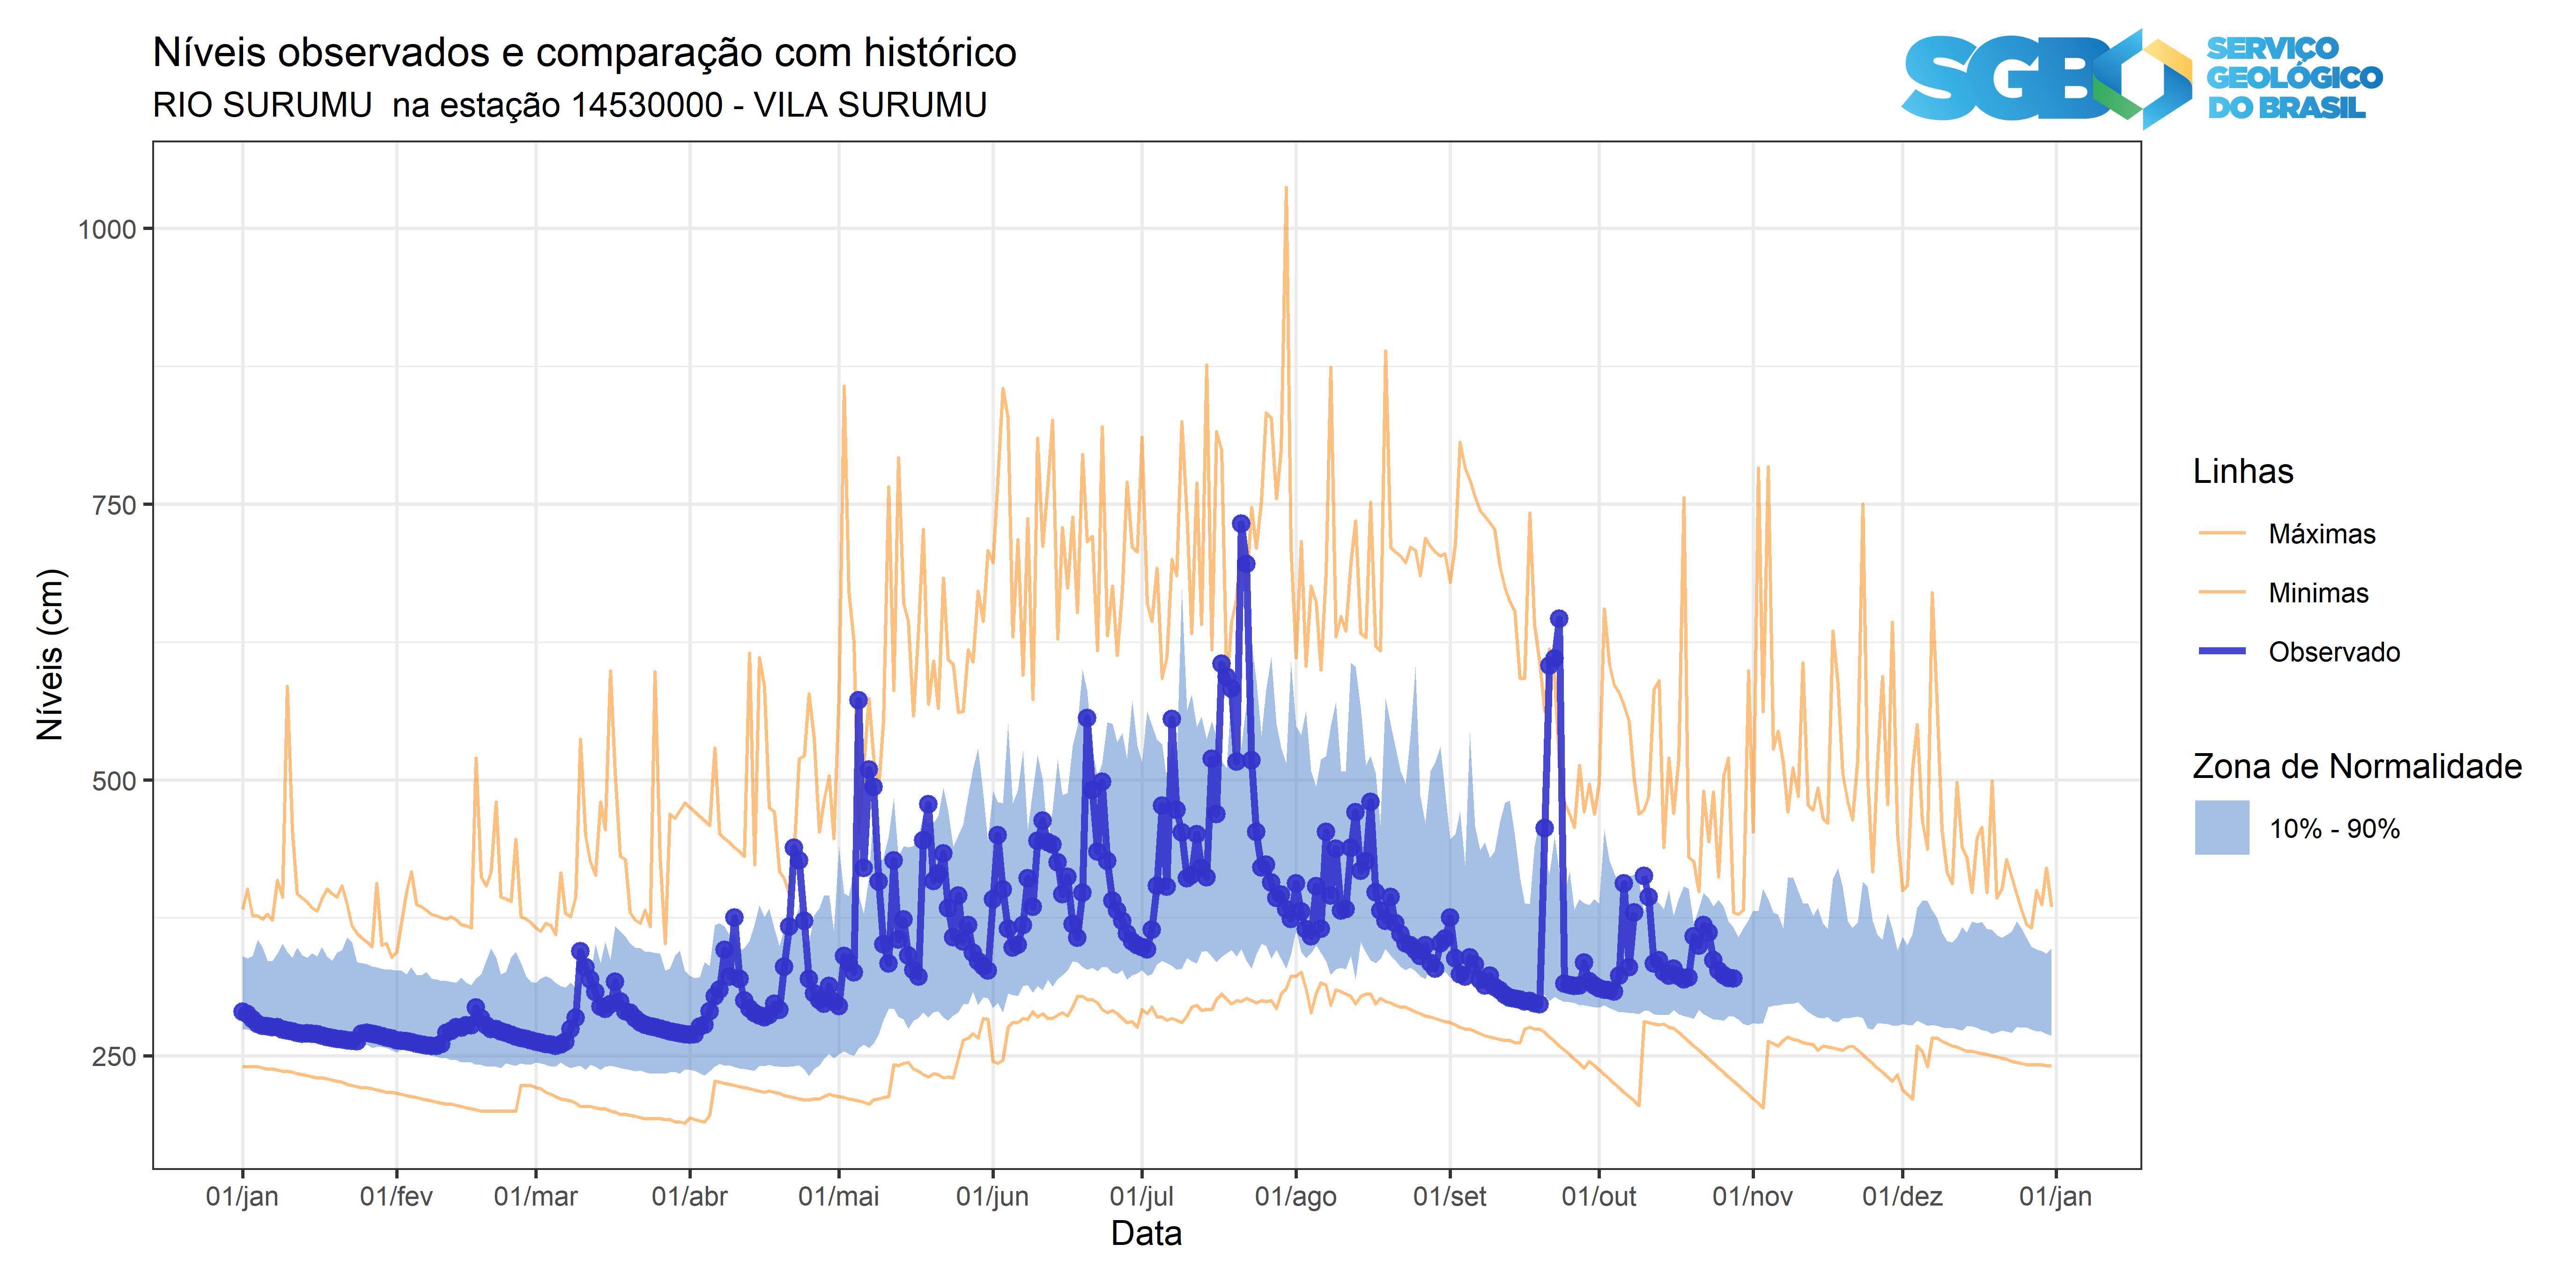 Níveis observados e comparação com histórico
RIO SURUMU  na estação 14530000 - VILA SURUMU
SGB
SERVIÇO
GEOLÓGICO
DO BRASIL
1000
750
500
250
Níveis (cm)
01/jan 01/fev 01/mar 01/abr 01/mai 01/jun 01/jul 01/ago 01/set 01/out 01/nov 01/dez 01/jan
Data
Linhas
Máximas
Minimas
Observado
Zona de Normalidade
10% - 90%